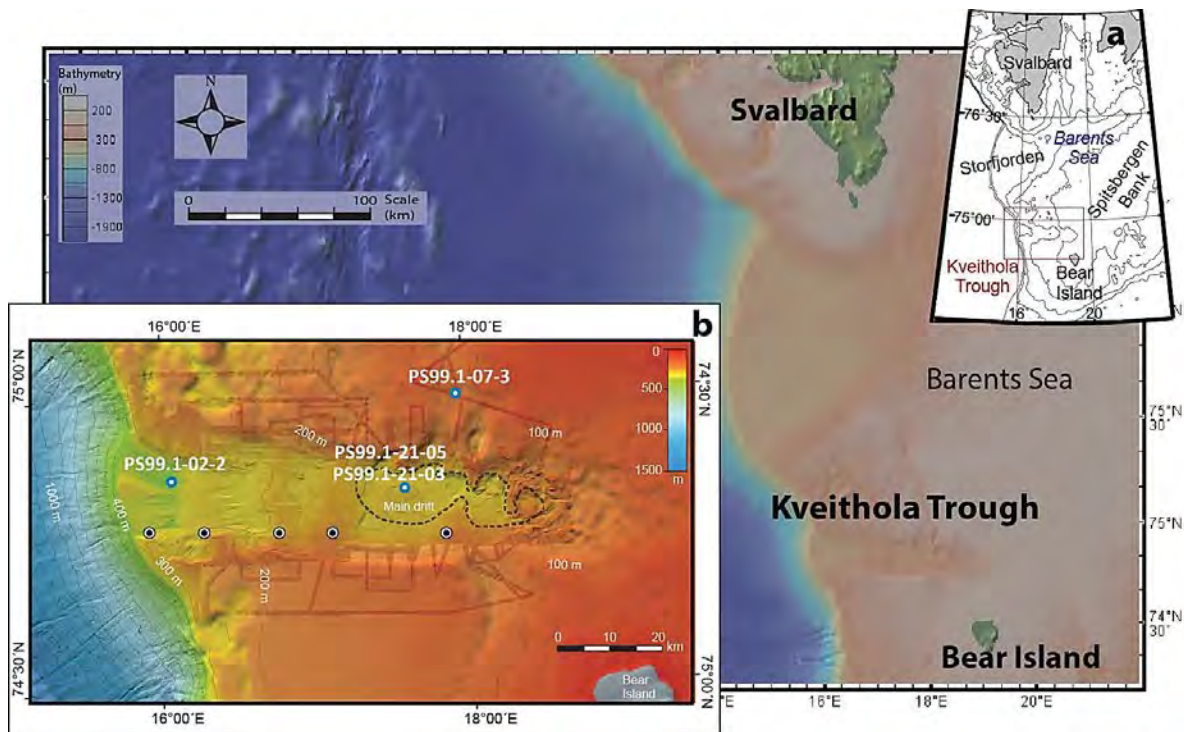 Bathymetry
(m)
200
-300
-800
-1300
-1900
N
0
100
Scale
(km)
Svalbard
Barents Sea
Kveithola Trough
Bear Island
75°N
30'
75°N
74°N
30'
16°E
18°E
20°E
a
Svalbard
76°30'
Barents
Sea
Storfjorden
Spitsbergen
Bank
75°00'
Kveithola
Trough
Bear
Island
16°
20°
b
16°00'E
18°00'E
75°00'N
74°30'N
0
500
1000
1500
m
PS99.1-07-3
200 m
100 m
PS99.1-21-05
PS99.1-21-03
PS99.1-02-2
Main drift
1000 m
400 m
300 m
200 m
100 m
0 10 20
km
Bear
Island
74°30'N
75°00'N
16°00'E
18°00'E